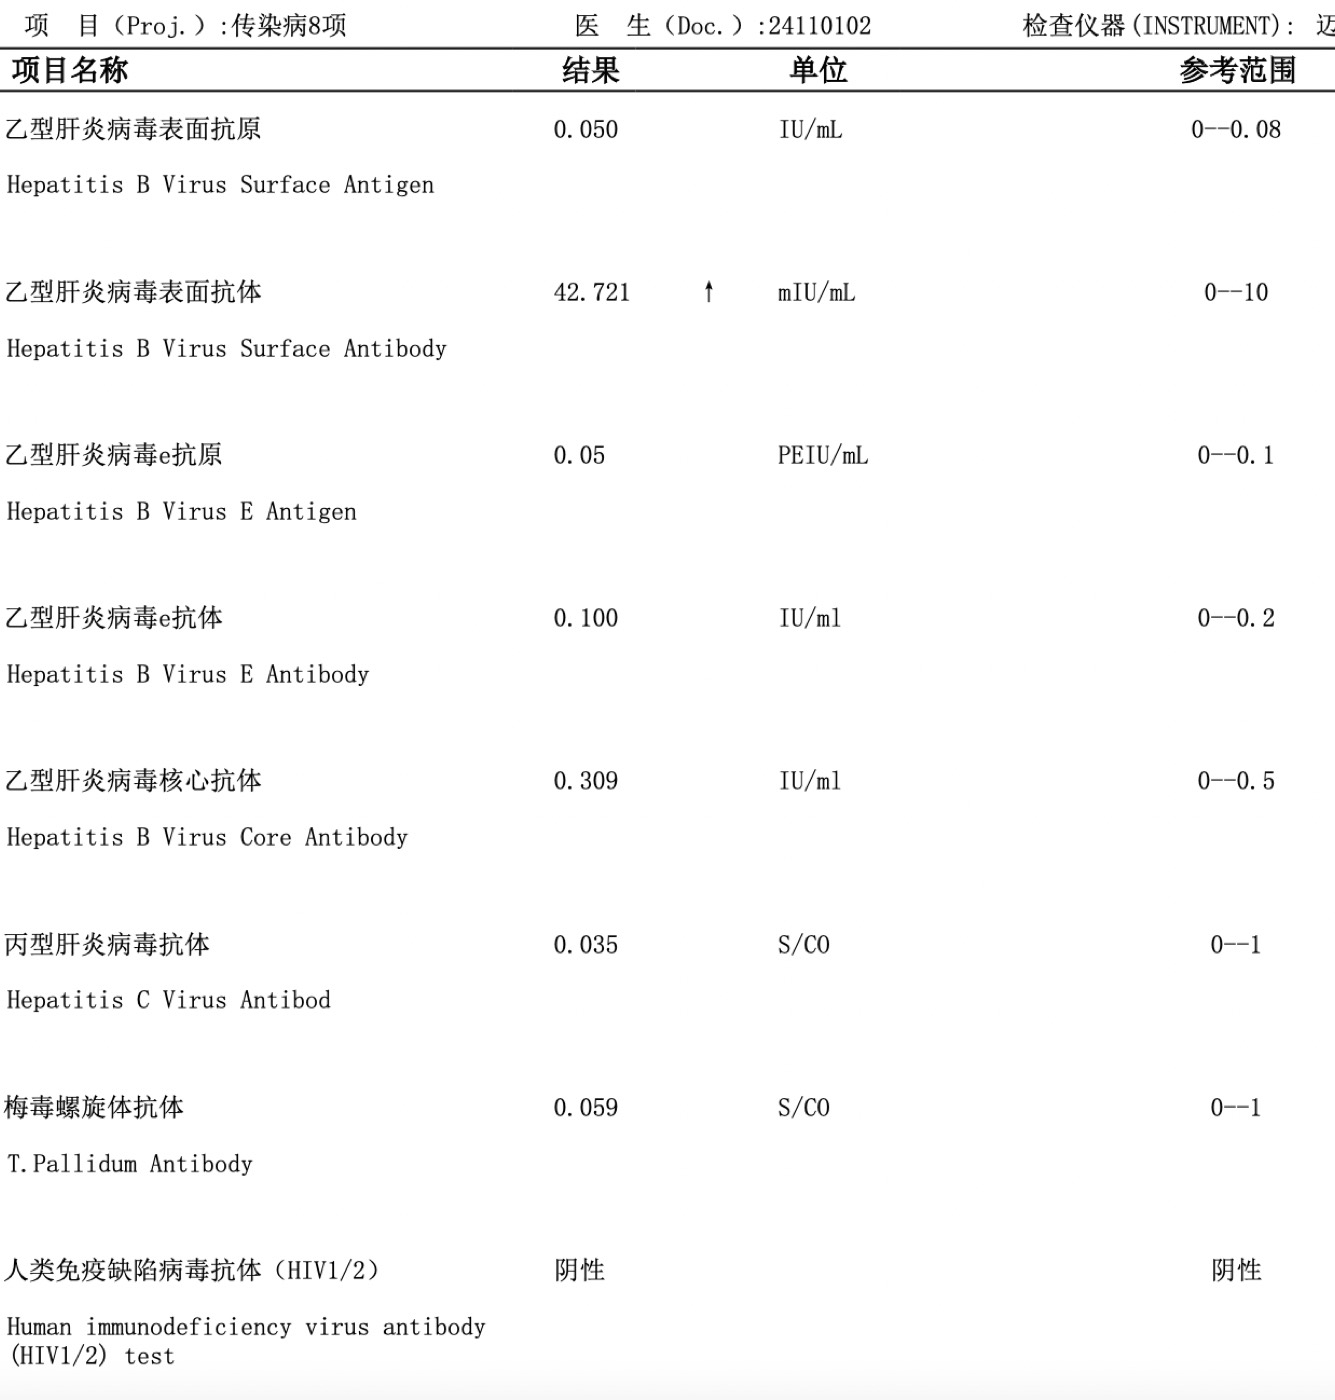 项 目（Proj.）:传染病8项 医 生（Doc.）:24110102 检查仪器(INSTRUMENT): 迈
项目名称 结果 单位 参考范围
乙型肝炎病毒表面抗原 0.050 IU/mL 0--0.08
Hepatitis B Virus Surface Antigen
乙型肝炎病毒表面抗体 42.721 ↑ mIU/mL 0--10
Hepatitis B Virus Surface Antibody
乙型肝炎病毒e抗原 0.05 PEIU/mL 0--0.1
Hepatitis B Virus E Antigen
乙型肝炎病毒e抗体 0.100 IU/ml 0--0.2
Hepatitis B Virus E Antibody
乙型肝炎病毒核心抗体 0.309 IU/ml 0--0.5
Hepatitis B Virus Core Antibody
丙型肝炎病毒抗体 0.035 S/CO 0--1
Hepatitis C Virus Antibod
梅毒螺旋体抗体 0.059 S/CO 0--1
T.Pallidum Antibody
人类免疫缺陷病毒抗体（HIV1/2） 阴性 阴性
Human immunodeficiency virus antibody
(HIV1/2) test